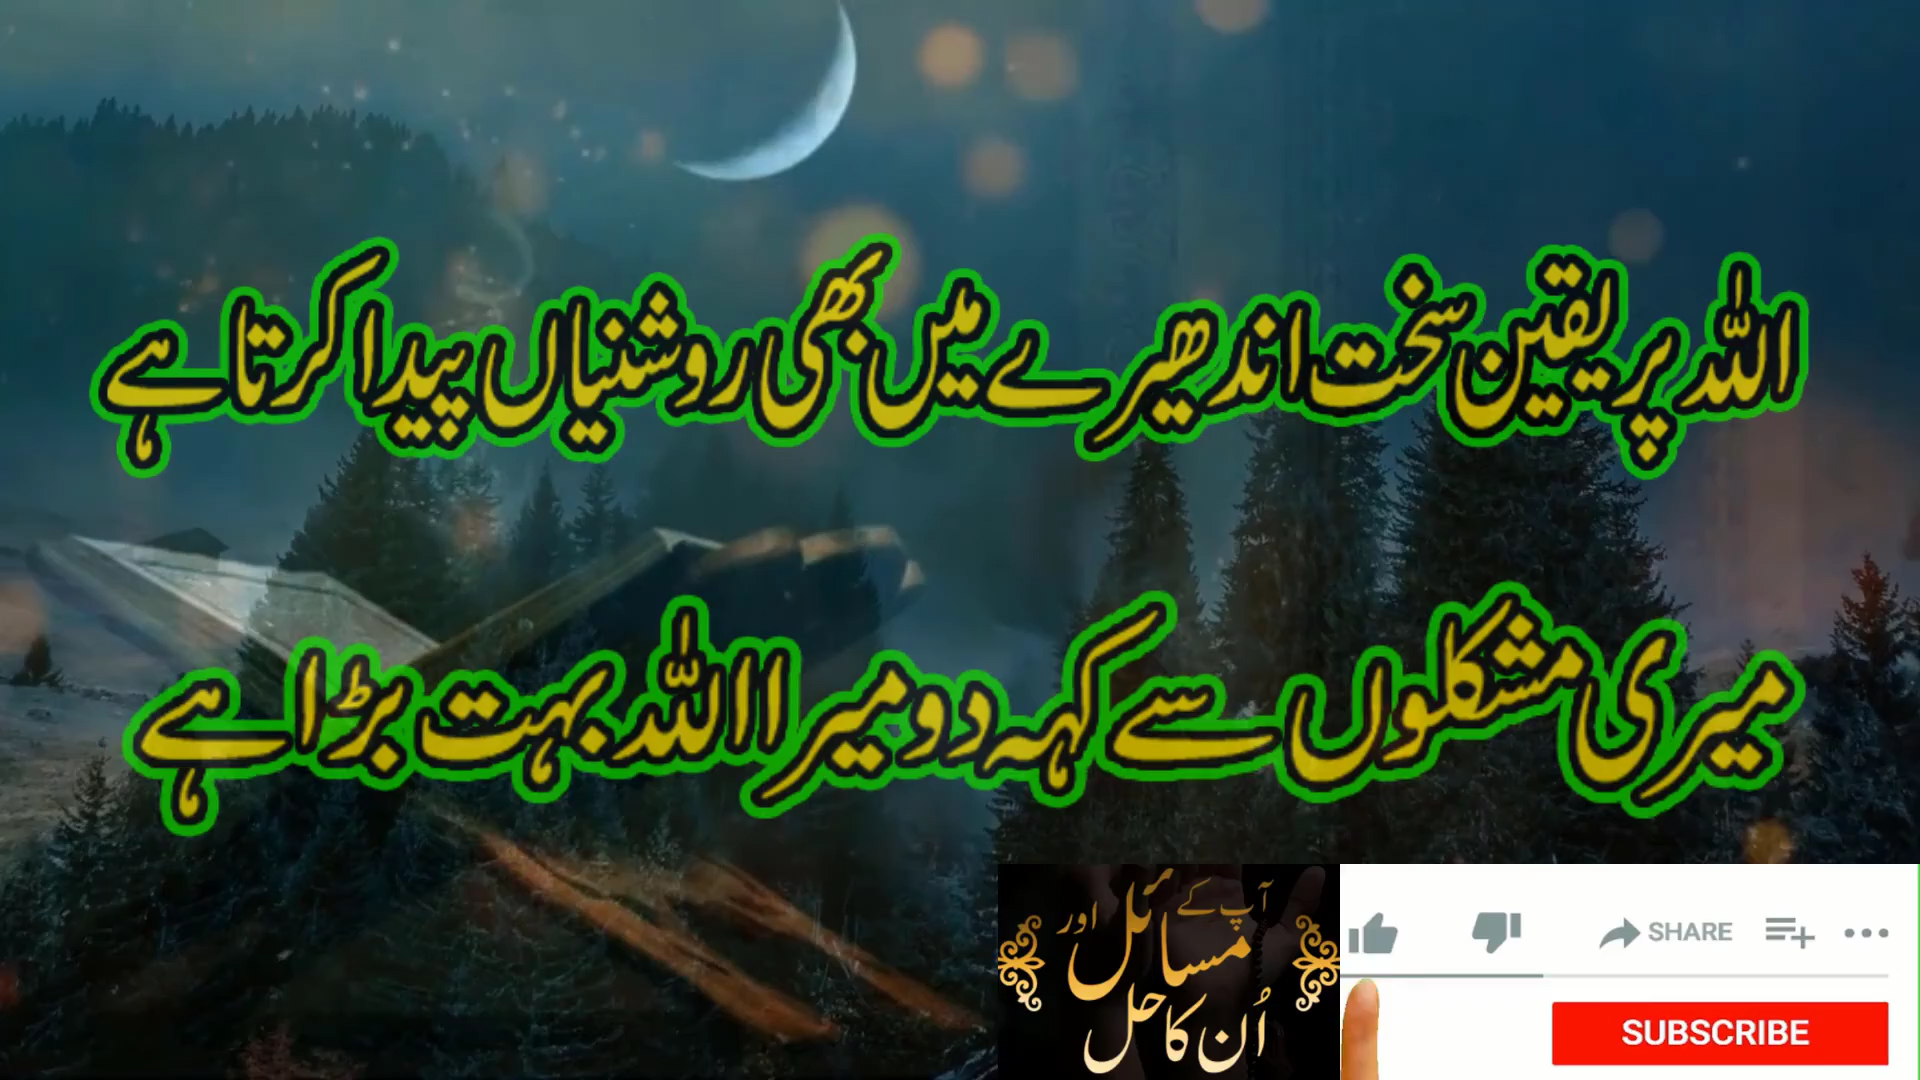 اللہ پر یقین سخت اندھیرے میں بھی روشنیاں پیدا کرتا ہے
میری مشکلوں سے کہہ دو میرا اللہ بہت بڑا ہے
آپ کے
مسائل اور
اُن کا حل
SHARE
SUBSCRIBE